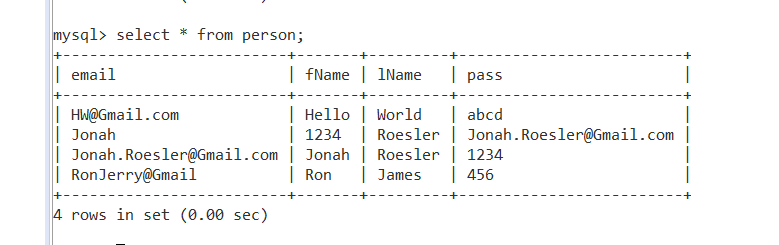 mysql> select * from person;
+------------------------+-------+---------+------------------------+
| email                  | fName | lName   | pass                   |
+------------------------+-------+---------+------------------------+
| HW@Gmail.com           | Hello | World   | abcd                   |
| Jonah                  | 1234  | Roesler | Jonah.Roesler@Gmail.com |
| Jonah.Roesler@Gmail.com | Jonah | Roesler | 1234                   |
| RonJerry@Gmail         | Ron   | James   | 456                    |
+------------------------+-------+---------+------------------------+
4 rows in set (0.00 sec)